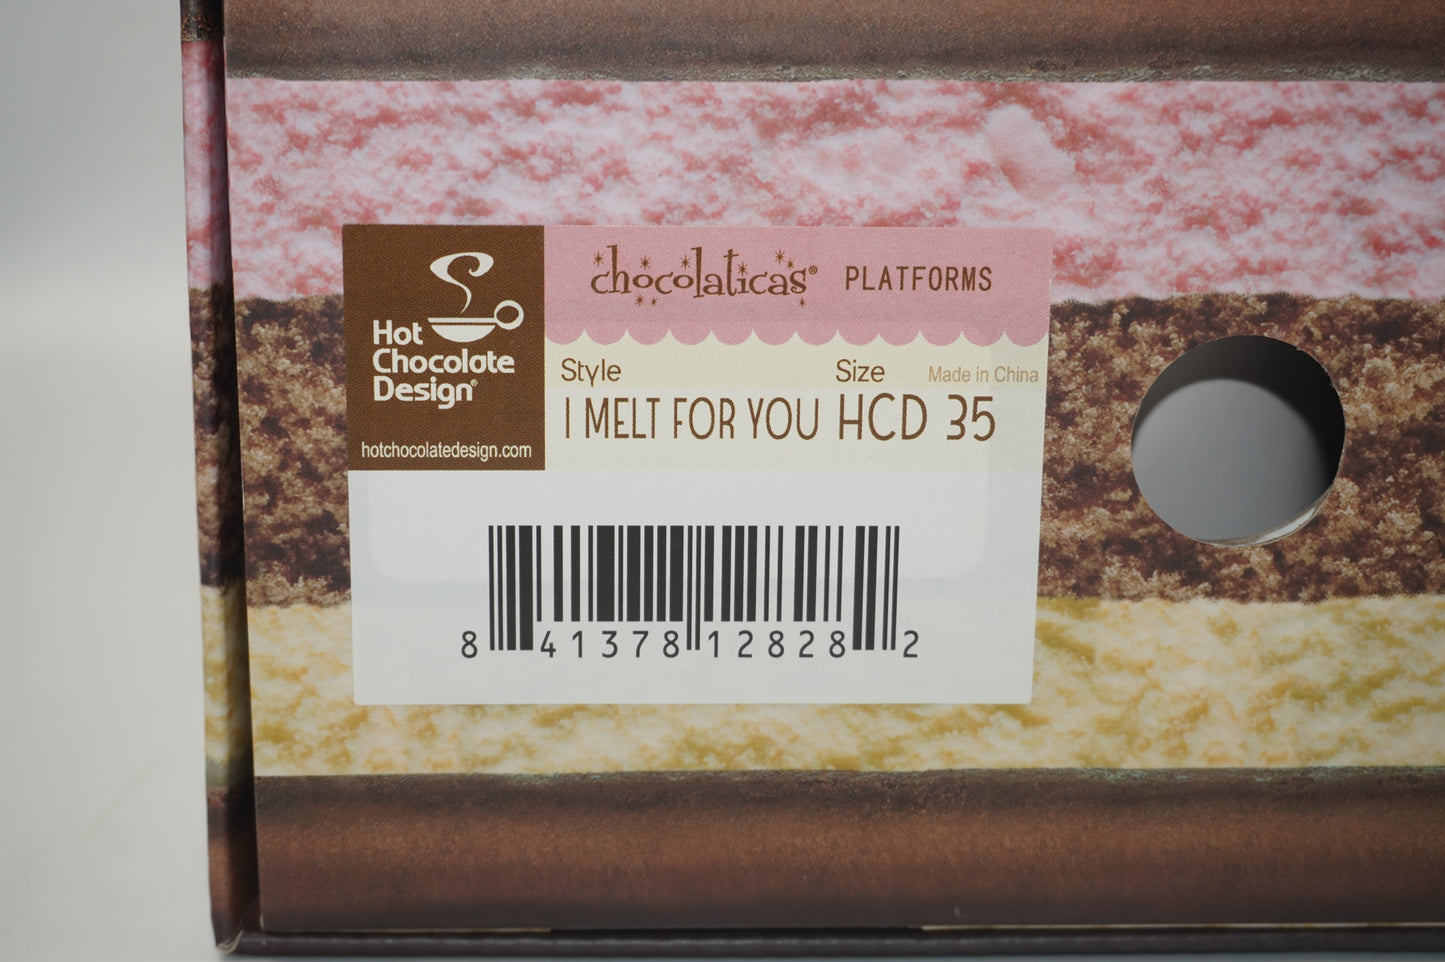 Hot
Chocolate
Design®
hotchocolatedesign.com
chocolaticas® PLATFORMS
Style Size Made in China
I MELT FOR YOU HCD 35
8 41378 12828 2